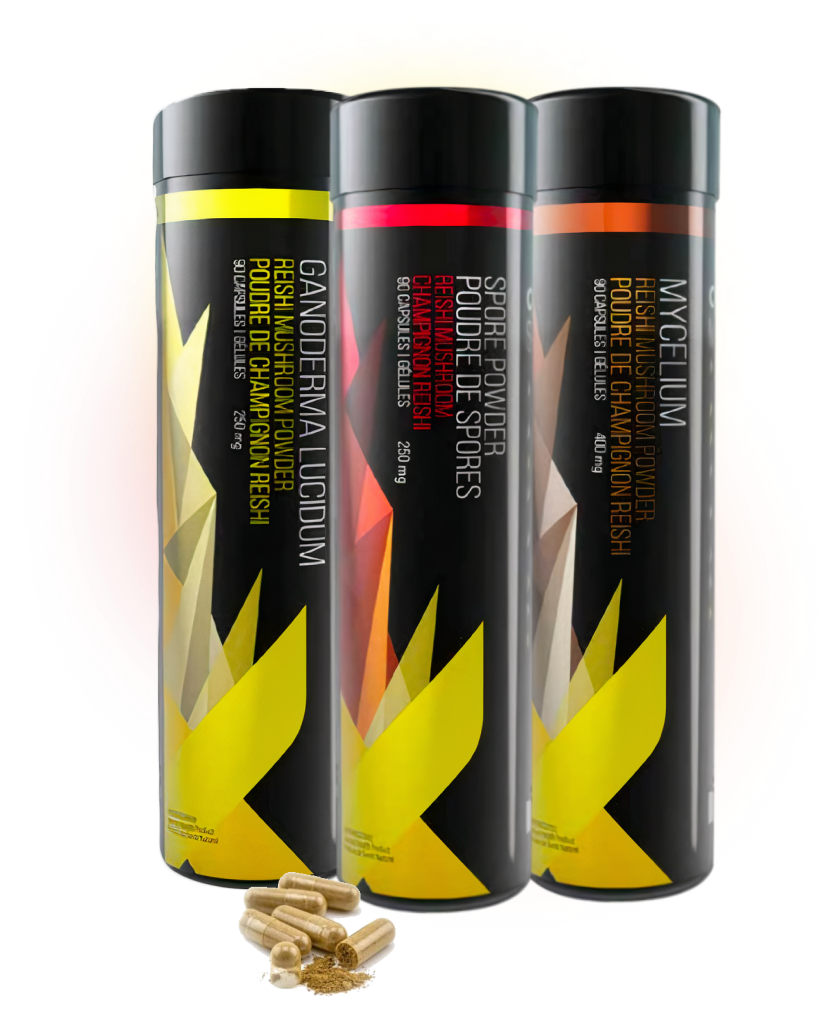 GANODERMA LUCIDUM
REISHI MUSHROOM POWDER
POUDRE DE CHAMPIGNON REISHI
90 CAPSULES | GÉLULES 250 mg
SPORE POWDER
POUDRE DE SPORES
REISHI MUSHROOM
CHAMPIGNON REISHI
90 CAPSULES | GÉLULES 250 mg
MYCELIUM
REISHI MUSHROOM POWDER
POUDRE DE CHAMPIGNON REISHI
90 CAPSULES | GÉLULES 400 mg